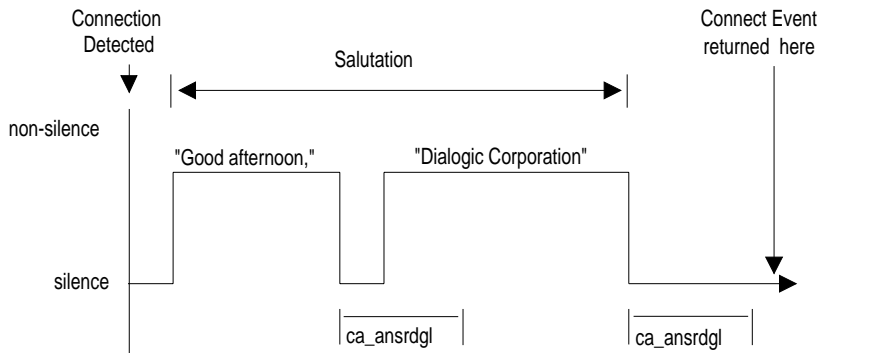 Connection
Detected
Connect Event
returned here
Salutation
non-silence
"Good afternoon,"
"Dialogic Corporation"
silence
ca_ansrdgl
ca_ansrdgl